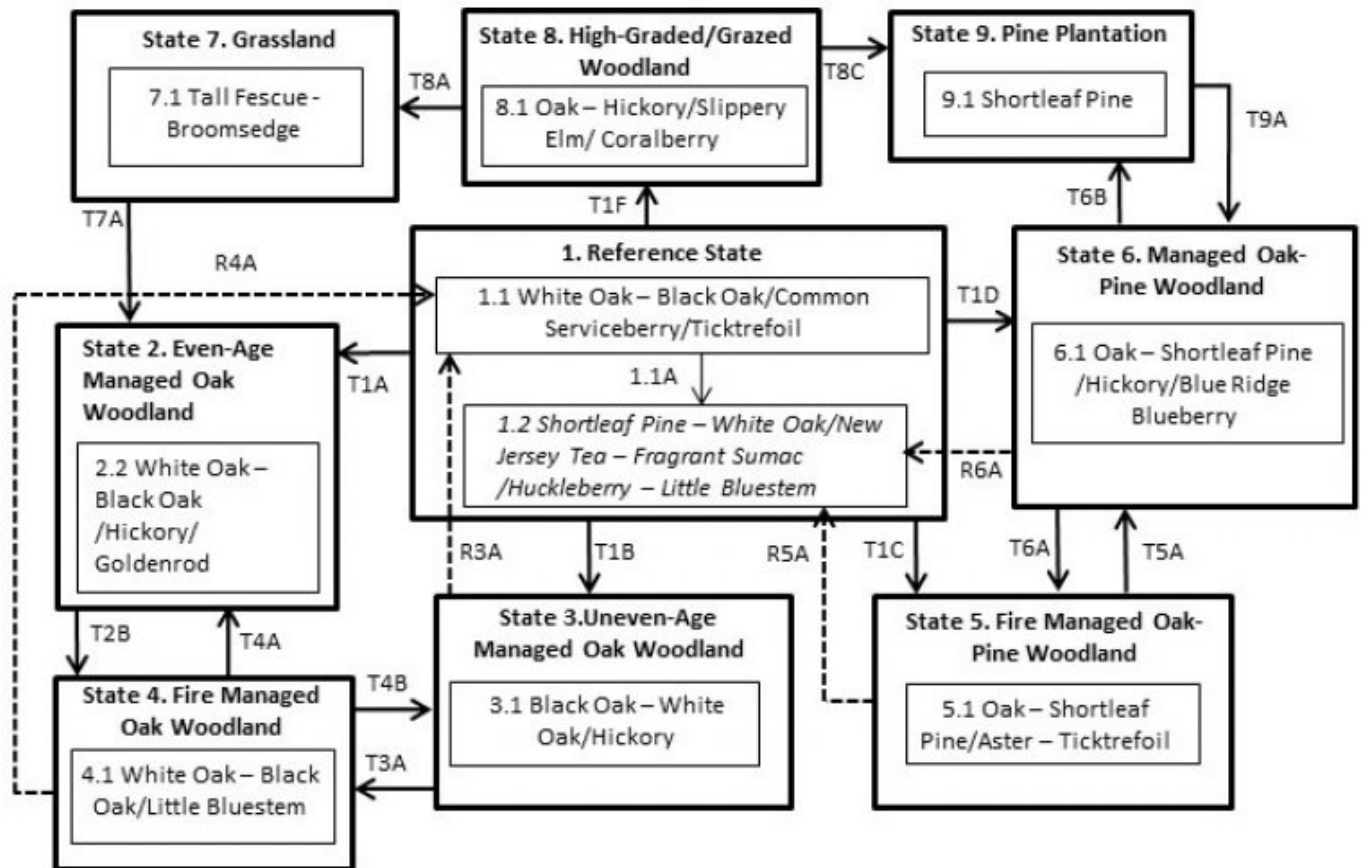 State 7. Grassland
7.1 Tall Fescue -
Broomsedge
T8A
State 8. High-Graded/Grazed
Woodland
8.1 Oak – Hickory/Slippery
Elm/ Coralberry
T8C
State 9. Pine Plantation
9.1 Shortleaf Pine
T9A
T7A
T1F
T6B
R4A
1. Reference State
1.1 White Oak – Black Oak/Common
Serviceberry/Ticktrefoil
1.1A
1.2 Shortleaf Pine – White Oak/New
Jersey Tea – Fragrant Sumac
/Huckleberry – Little Bluestem
T1D
State 6. Managed Oak-
Pine Woodland
6.1 Oak – Shortleaf Pine
/Hickory/Blue Ridge
Blueberry
R6A
T1A
State 2. Even-Age
Managed Oak
Woodland
2.2 White Oak –
Black Oak
/Hickory/
Goldenrod
R3A
T1B
R5A
T1C
T6A
T5A
T2B
T4A
State 4. Fire Managed
Oak Woodland
4.1 White Oak – Black
Oak/Little Bluestem
T4B
T3A
State 3.Uneven-Age
Managed Oak Woodland
3.1 Black Oak – White
Oak/Hickory
State 5. Fire Managed Oak-
Pine Woodland
5.1 Oak – Shortleaf
Pine/Aster – Ticktrefoil